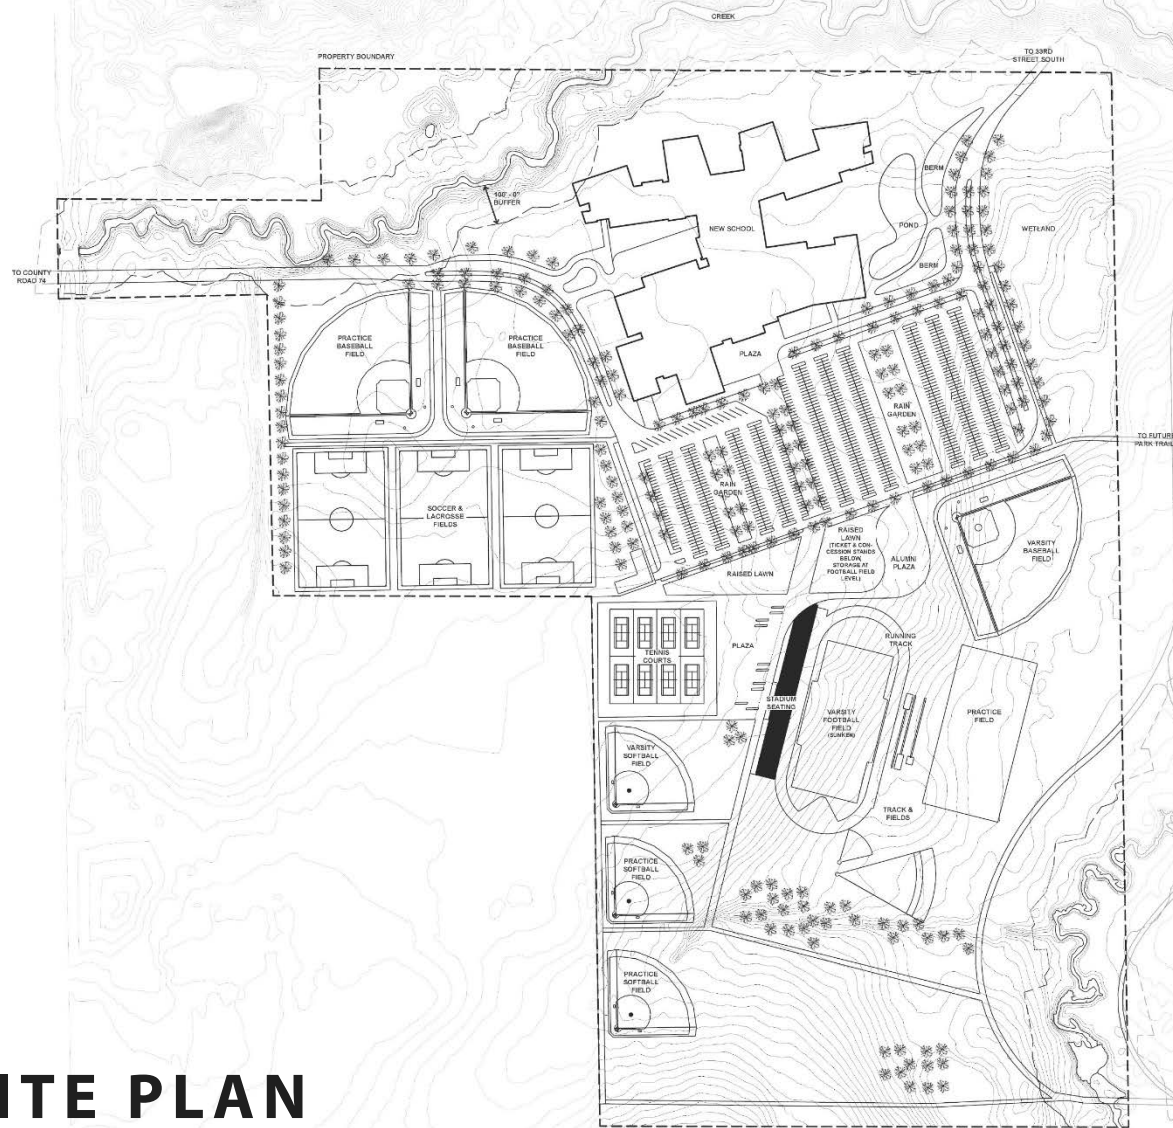 CREEK
PROPERTY BOUNDARY
TO 33RD
STREET SOUTH
BERM
100' - 0"
BUFFER
NEW SCHOOL
POND
WETLAND
BERM
TO COUNTY
ROAD 74
PRACTICE
BASEBALL
FIELD
PRACTICE
BASEBALL
FIELD
PLAZA
RAIN
GARDEN
TO FUTURE
PARK TRAIL
RAIN
GARDEN
SOCCER &
LACROSSE
FIELDS
RAISED
LAWN
(TICKET & CON-
CESSION STANDS
BELOW,
STORAGE AT
FOOTBALL FIELD
LEVEL)
ALUMNI
PLAZA
VARSITY
BASEBALL
FIELD
RAISED LAWN
RUNNING
TRACK
PLAZA
TENNIS
COURTS
STADIUM
SEATING
VARSITY
FOOTBALL
FIELD
(SUNKEN)
PRACTICE
FIELD
VARSITY
SOFTBALL
FIELD
TRACK &
FIELDS
PRACTICE
SOFTBALL
FIELD
PRACTICE
SOFTBALL
FIELD
ITE PLAN